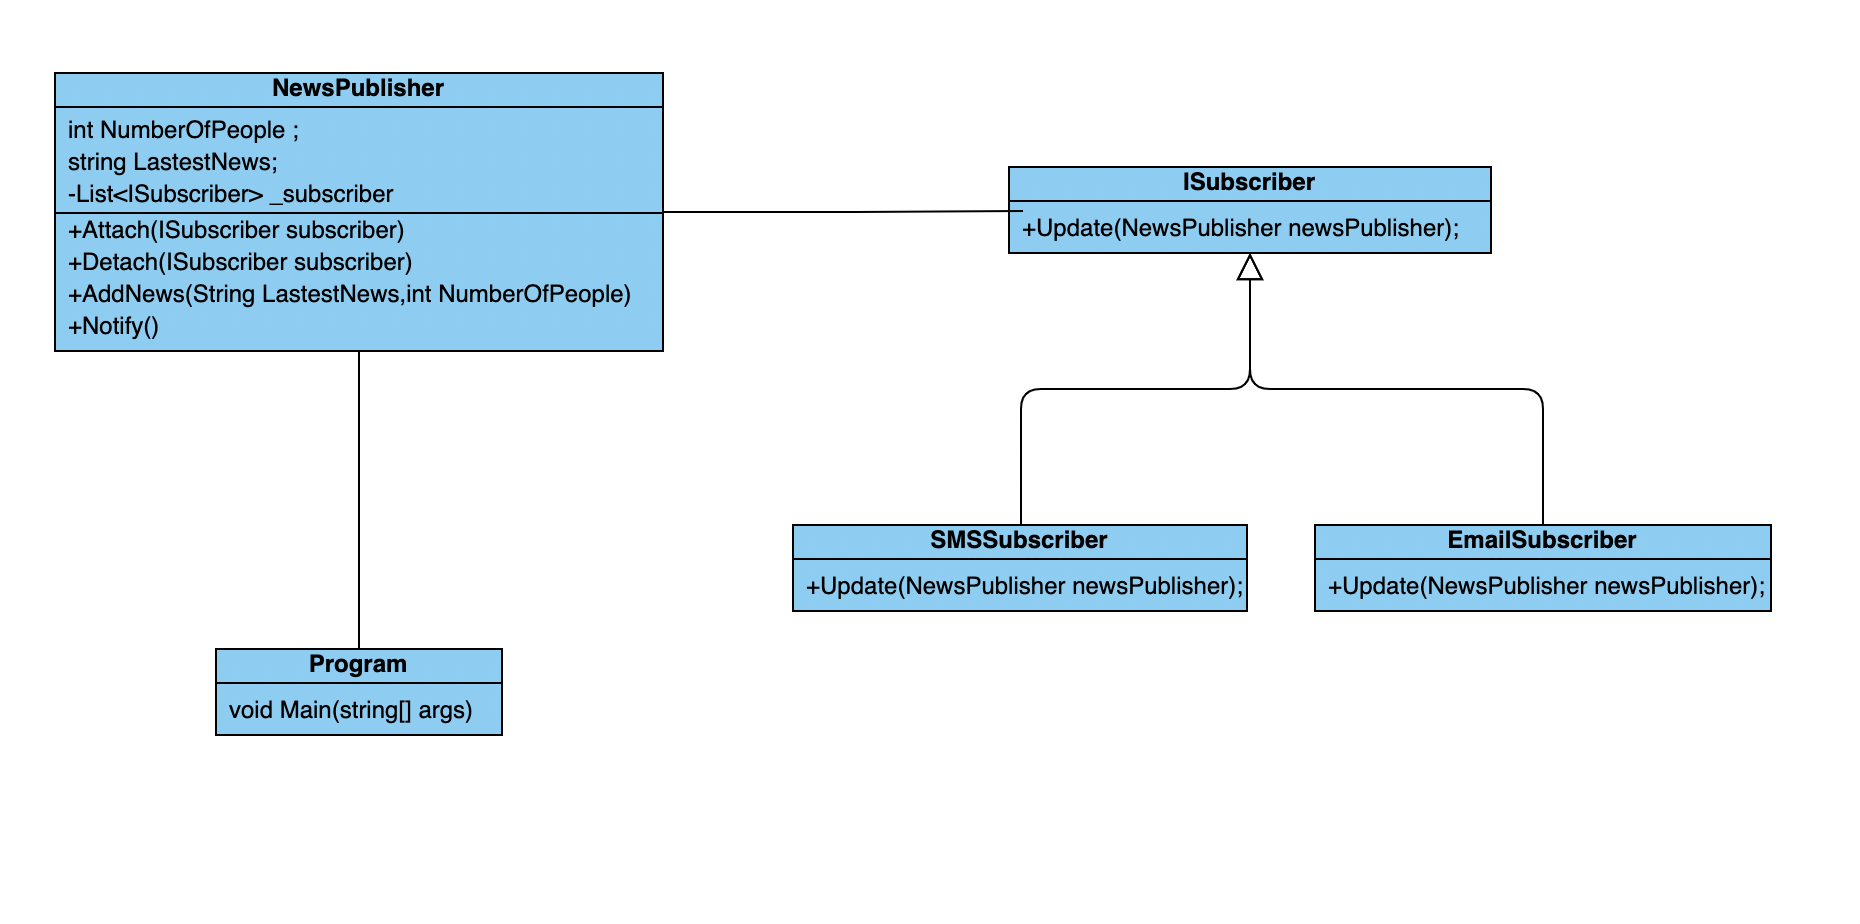 NewsPublisher
int NumberOfPeople ;
string LastestNews;
-List<ISubscriber> _subscriber
+Attach(ISubscriber subscriber)
+Detach(ISubscriber subscriber)
+AddNews(String LastestNews,int NumberOfPeople)
+Notify()
ISubscriber
+Update(NewsPublisher newsPublisher);
SMSSubscriber
+Update(NewsPublisher newsPublisher);
EmailSubscriber
+Update(NewsPublisher newsPublisher);
Program
void Main(string[] args)